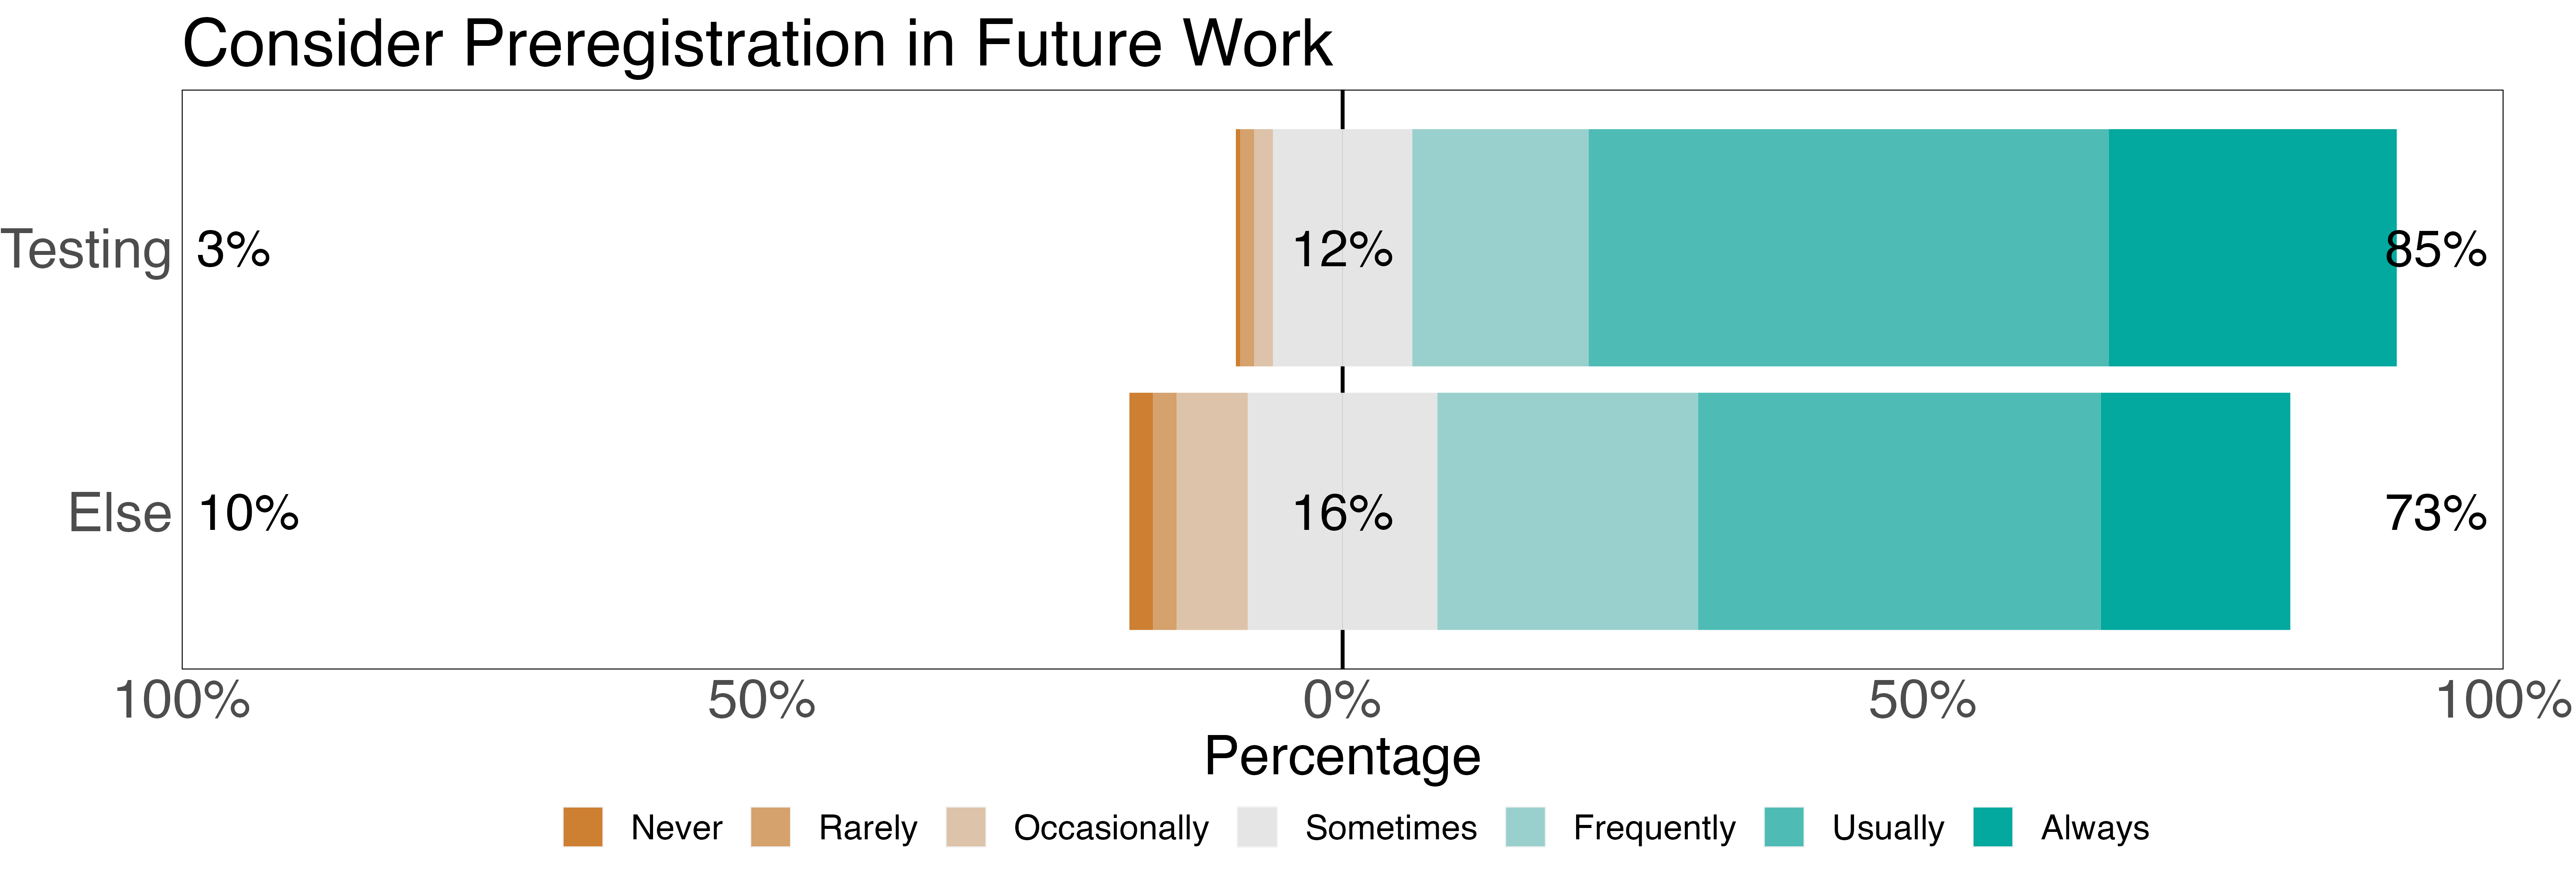 Consider Preregistration in Future Work
Testing 3% 12% 85%
Else 10% 16% 73%
100% 50% 0% 50% 100%
Percentage
Never Rarely Occasionally Sometimes Frequently Usually Always